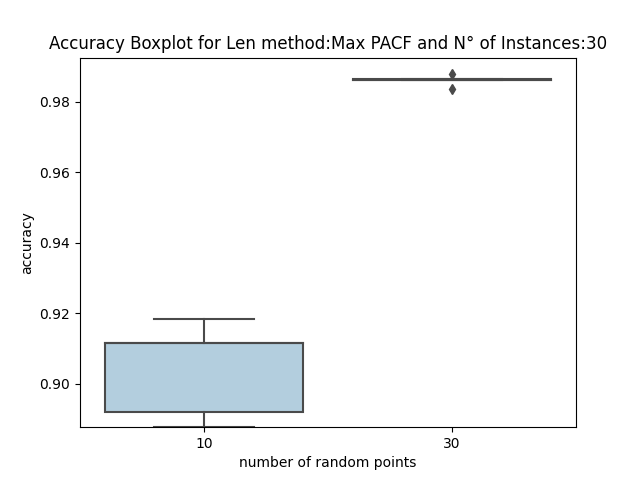 Accuracy Boxplot for Len method:Max PACF and N° of Instances:30
0.98
0.96
0.94
0.92
0.90
accuracy
10 30
number of random points